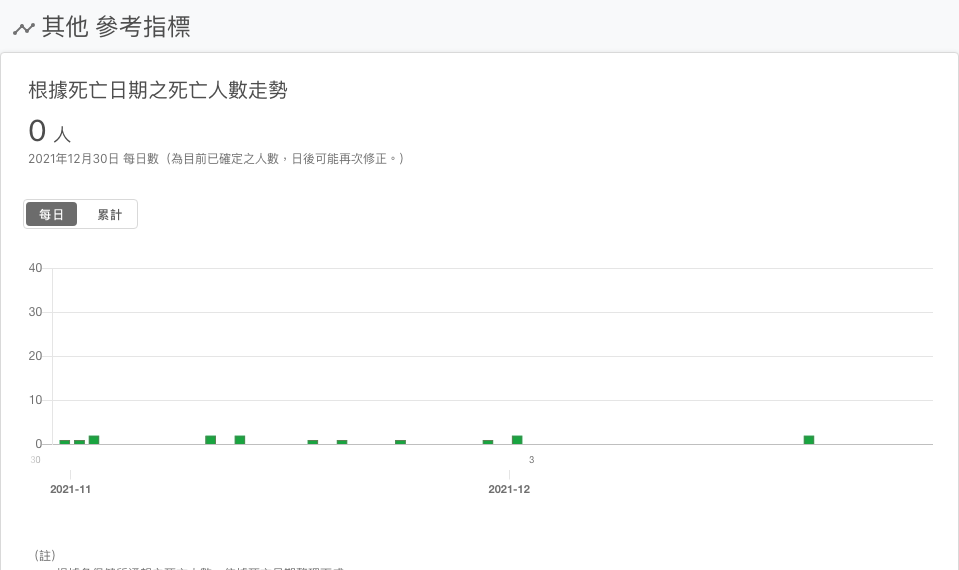 其他 參考指標
根據死亡日期之死亡人數走勢
0 人
2021年12月30日 每日數（為目前已確定之人數，日後可能再次修正。）
每日 累計
40
30
20
10
0
30 3
2021-11 2021-12
（註）